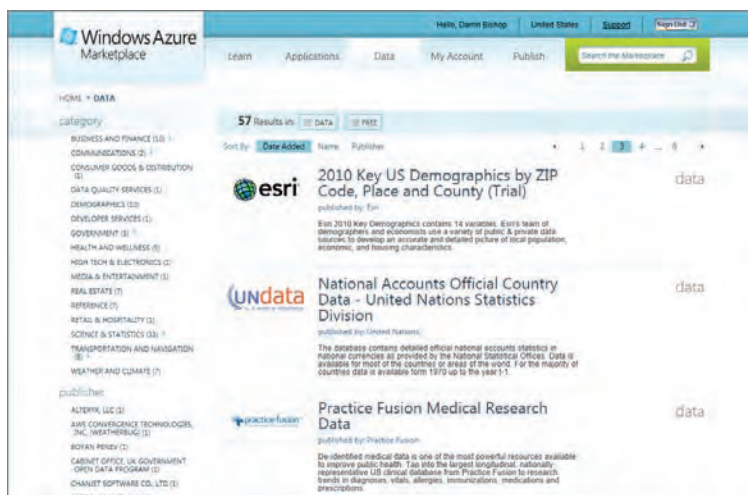 Hello, Darrin Bishop United States Support Sign Out
Windows Azure
Marketplace
Learn Applications Data My Account Publish Search the Marketplace
HOME > DATA
category
57 Results in: DATA FREE
BUSINESS AND FINANCE (10)
COMMUNICATIONS (2)
CONSUMER GOODS & DISTRIBUTION
(1)
DATA QUALITY SERVICES (1)
DEMOGRAPHICS (10)
DEVELOPER SERVICES (1)
GOVERNMENT (3)
HEALTH AND WELLNESS (5)
HIGH TECH & ELECTRONICS (1)
MEDIA & ENTERTAINMENT (1)
REAL ESTATE (7)
REFERENCE (7)
RETAIL & HOSPITALITY (1)
SCIENCE & STATISTICS (33)
TRANSPORTATION AND NAVIGATION
(8)
WEATHER AND CLIMATE (7)
publisher
ALTERYX, LLC (1)
AWS CONVERGENCE TECHNOLOGIES,
INC. (WEATHERBUG) (1)
BOYAN PENEV (1)
CABINET OFFICE, UK GOVERNMENT
OPEN DATA PROGRAM (1)
CHANJET SOFTWARE CO., LTD (1)
Sort By: Date Added Name Publisher 1 2 3 4 ... 6
esri
2010 Key US Demographics by ZIP
Code, Place and County (Trial)
data
published by: Esri
Esri 2010 Key Demographics contains 14 variables. Esri's team of
demographers and economists use a variety of public & private data
sources to develop an accurate and detailed picture of local population,
economic, and housing characteristics.
UNdata
National Accounts Official Country
Data - United Nations Statistics
Division
data
published by: United Nations
The database contains detailed official national accounts statistics in
national currencies as provided by the National Statistical Offices. Data is
available for most of the countries or areas of the world. For the majority of
countries data is available form 1970 up to the year t-1.
practice fusion
Practice Fusion Medical Research
Data
data
published by: Practice Fusion
De-identified medical data is one of the most powerful resources available
to improve public health. Tap into the largest longitudinal, nationally-
representative US clinical database from Practice Fusion to research
trends in diagnoses, vitals, allergies, immunizations, medications and
prescriptions.